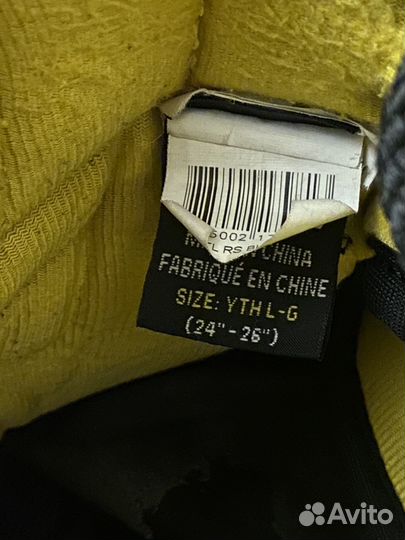 CHINA
FABRIQUÉ EN CHINE
SIZE: YTH L-G
(24"-26")
Avito